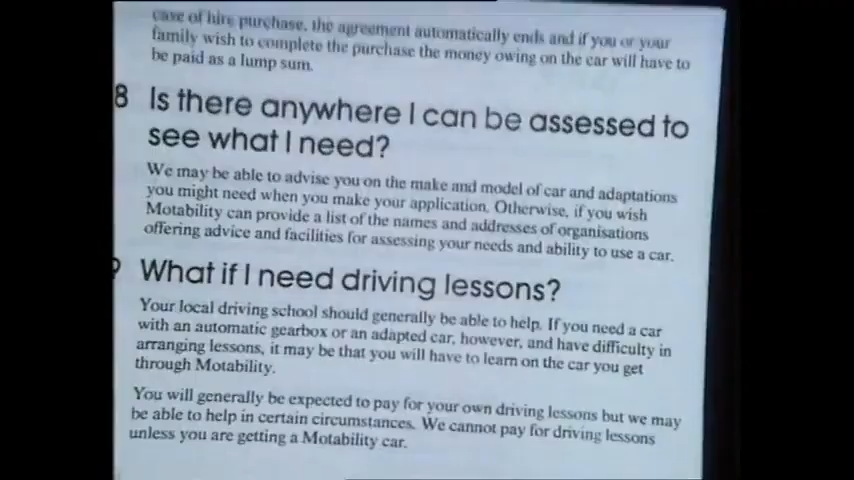 case of hire purchase, the agreement automatically ends and if you or your
family wish to complete the purchase the money owing on the car will have to
be paid as a lump sum.
8 Is there anywhere I can be assessed to
see what I need?
We may be able to advise you on the make and model of car and adaptations
you might need when you make your application. Otherwise, if you wish
Motability can provide a list of the names and addresses of organisations
offering advice and facilities for assessing your needs and ability to use a car.
What if I need driving lessons?
Your local driving school should generally be able to help. If you need a car
with an automatic gearbox or an adapted car, however, and have difficulty in
arranging lessons, it may be that you will have to learn on the car you get
through Motability.
You will generally be expected to pay for your own driving lessons but we may
be able to help in certain circumstances. We cannot pay for driving lessons
unless you are getting a Motability car.